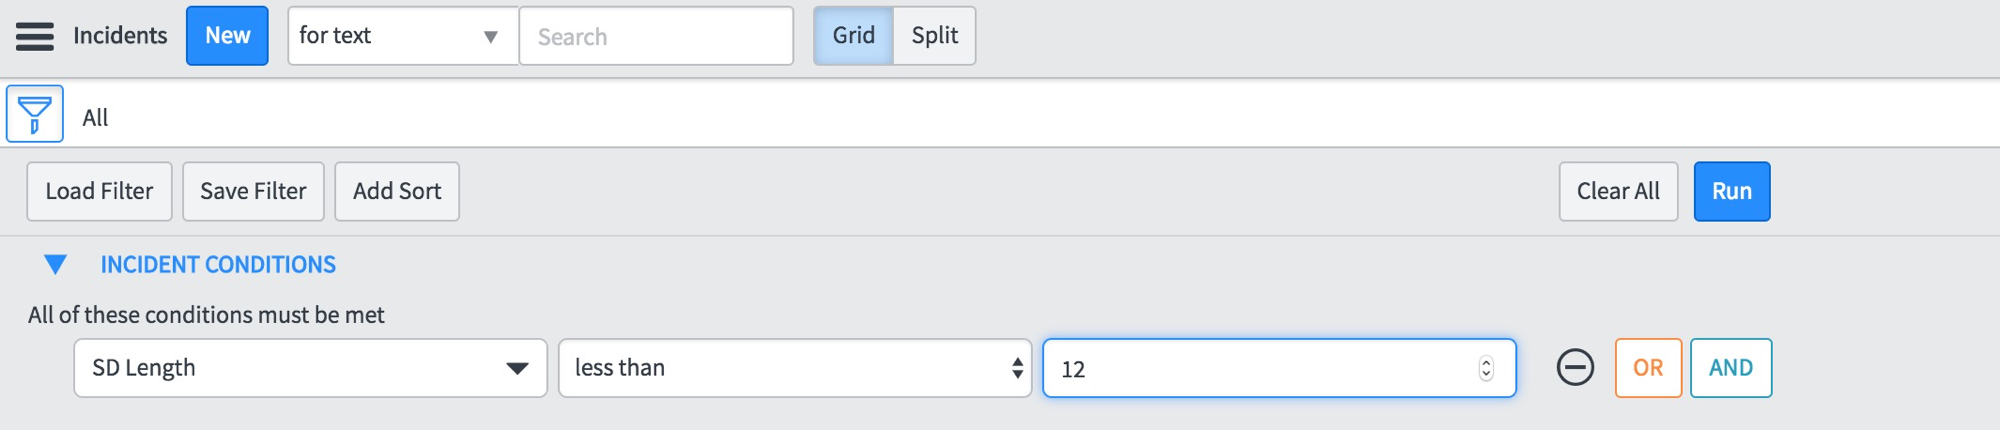 Incidents New for text Search Grid Split
All
Load Filter Save Filter Add Sort Clear All Run
INCIDENT CONDITIONS
All of these conditions must be met
SD Length less than 12 OR AND